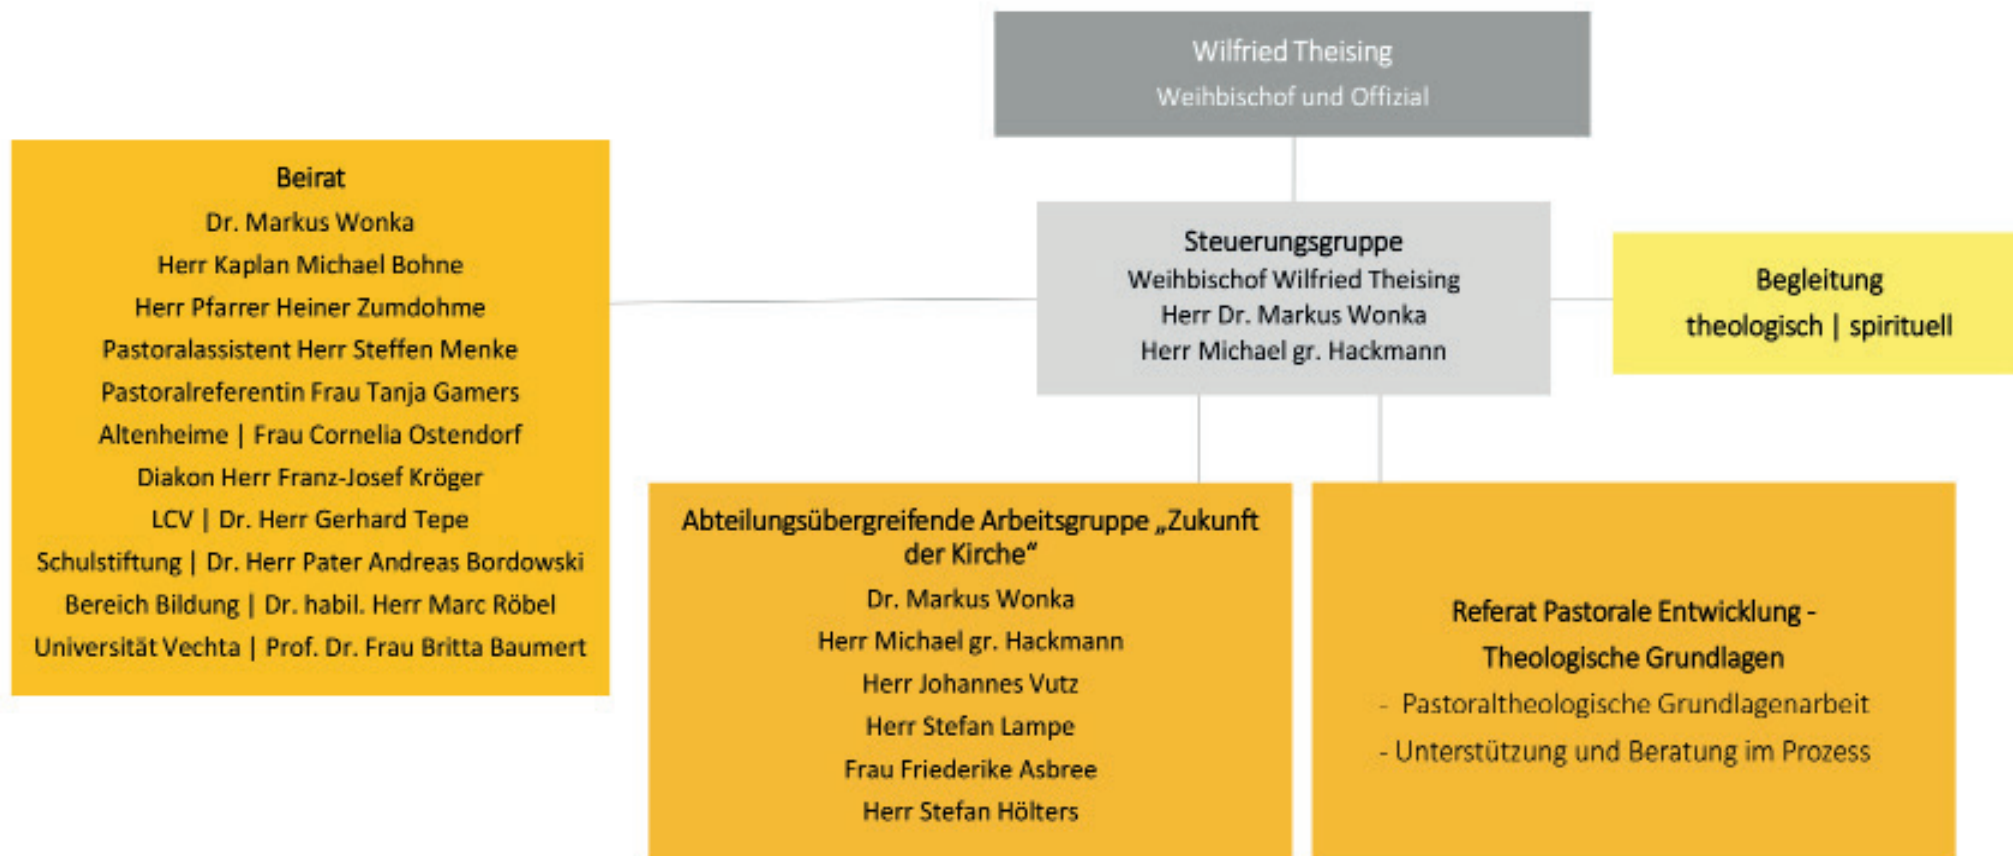 Wilfried Theising
Weihbischof und Offizial
Beirat
Dr. Markus Wonka
Herr Kaplan Michael Bohne
Herr Pfarrer Heiner Zumdohme
Pastoralassistent Herr Steffen Menke
Pastoralreferentin Frau Tanja Gamers
Altenheime | Frau Cornelia Ostendorf
Diakon Herr Franz-Josef Kröger
LCV | Dr. Herr Gerhard Tepe
Schulstiftung | Dr. Herr Pater Andreas Bordowski
Bereich Bildung | Dr. habil. Herr Marc Röbel
Universität Vechta | Prof. Dr. Frau Britta Baumert
Steuerungsgruppe
Weihbischof Wilfried Theising
Herr Dr. Markus Wonka
Herr Michael gr. Hackmann
Begleitung
theologisch | spirituell
Abteilungsübergreifende Arbeitsgruppe „Zukunft
der Kirche“
Dr. Markus Wonka
Herr Michael gr. Hackmann
Herr Johannes Vutz
Herr Stefan Lampe
Frau Friederike Asbree
Herr Stefan Hölters
Referat Pastorale Entwicklung -
Theologische Grundlagen
- Pastoraltheologische Grundlagenarbeit
- Unterstützung und Beratung im Prozess